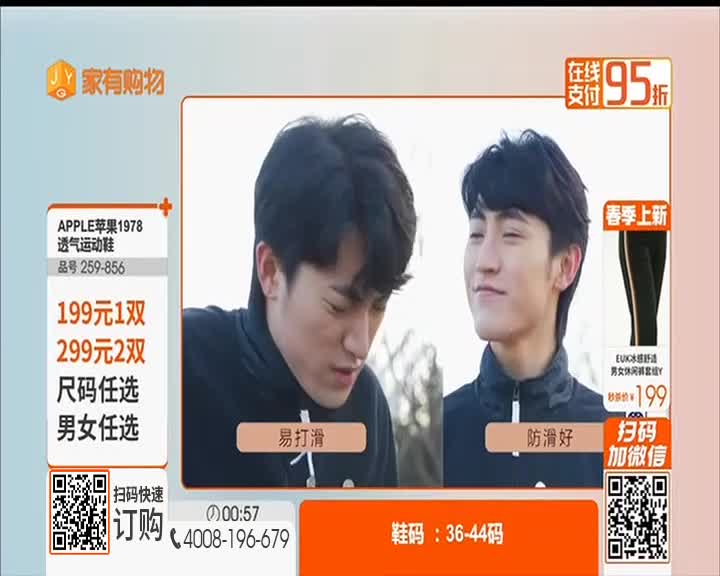 JYG 家有购物
在线支付 95折
APPLE苹果1978
透气运动鞋
品号 259-856
199元1双
299元2双
尺码任选
男女任选
易打滑
防滑好
春季上新
EUK冰感舒适
男女休闲裤套组Y
秒杀价¥199
扫码
加微信
扫码快速
订购
00:57
4008-196-679
鞋码 ：36-44码